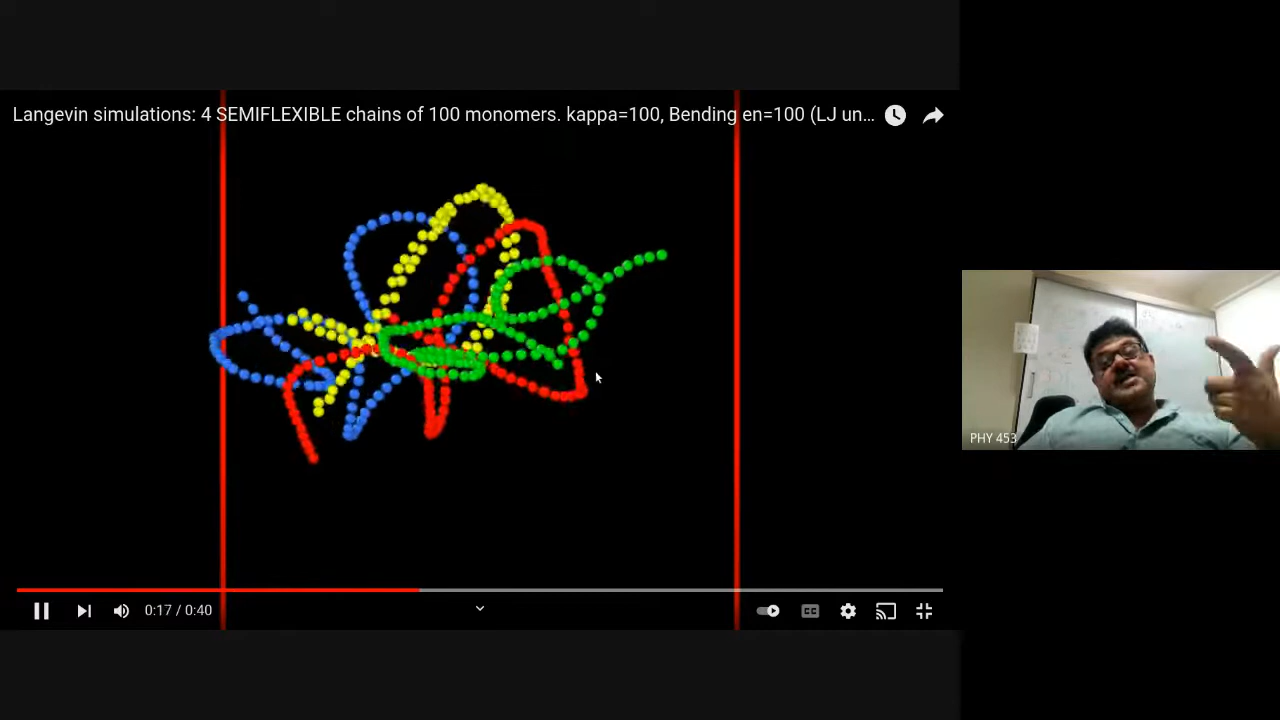 Langevin simulations: 4 SEMIFLEXIBLE chains of 100 monomers. kappa=100, Bending en=100 (LJ un...
PHY 453
0:17 / 0:40
CC